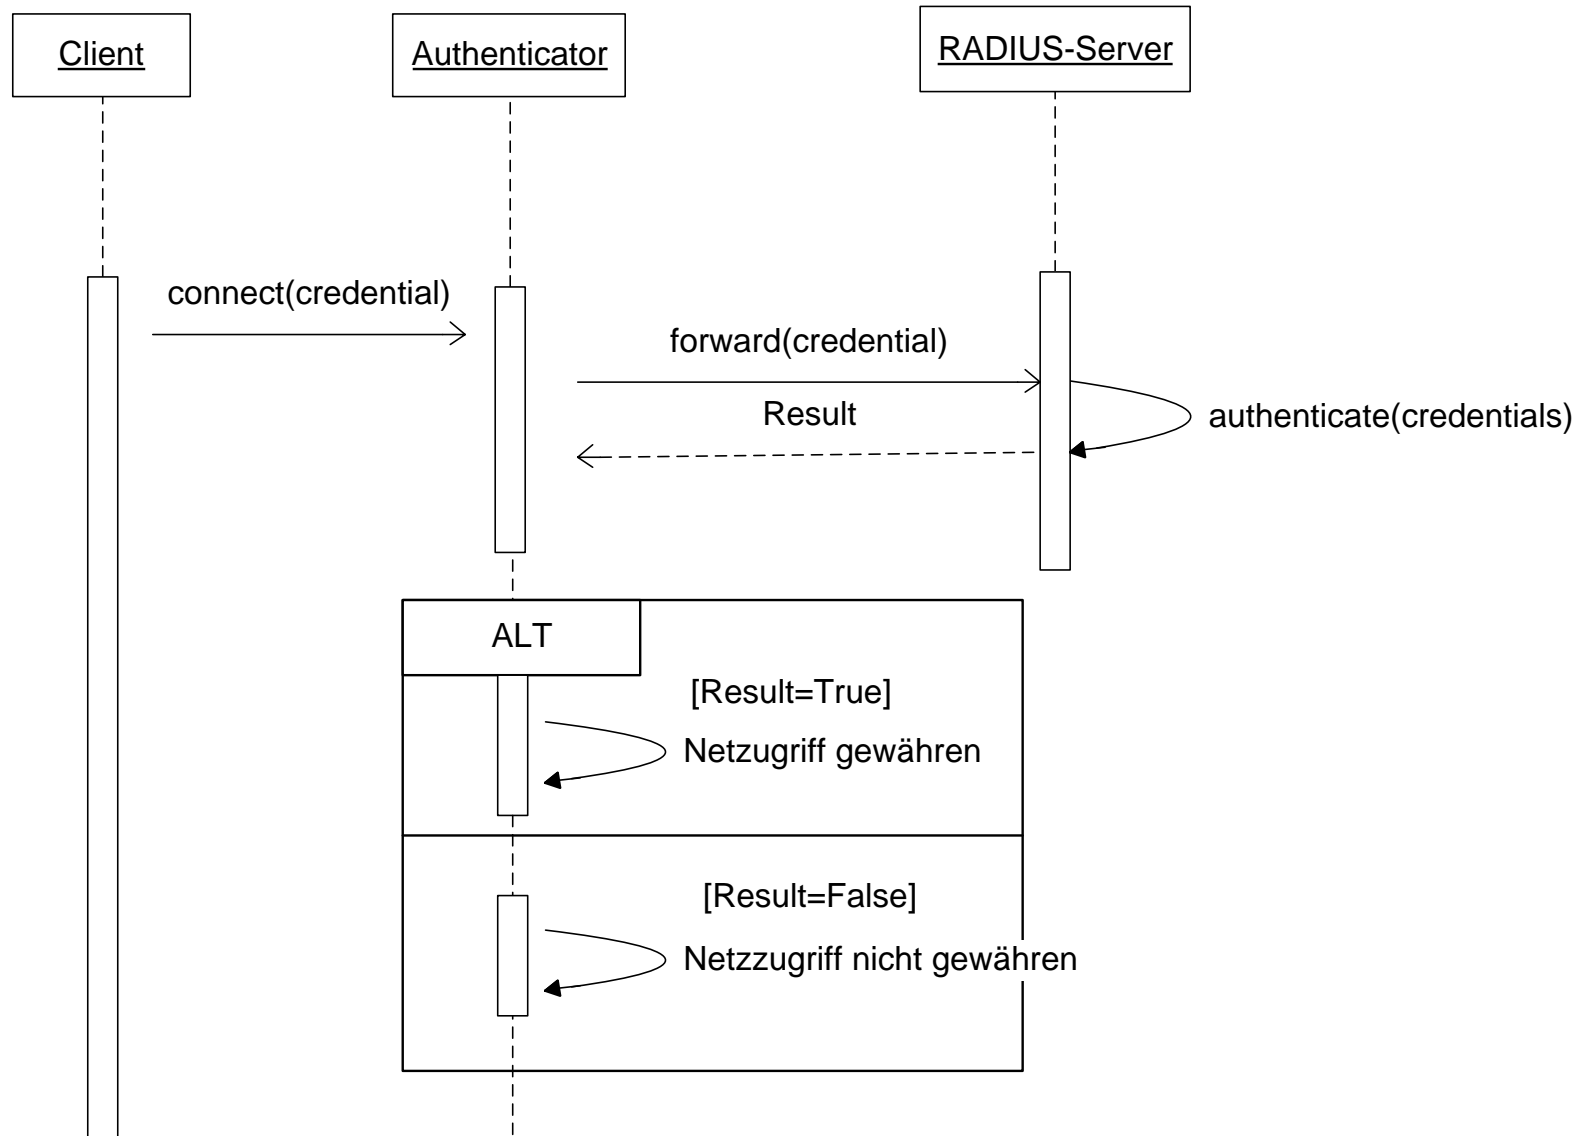 Client
Authenticator
RADIUS-Server
connect(credential)
forward(credential)
Result
authenticate(credentials)
ALT
[Result=True]
Netzugriff gewähren
[Result=False]
Netzzugriff nicht gewähren